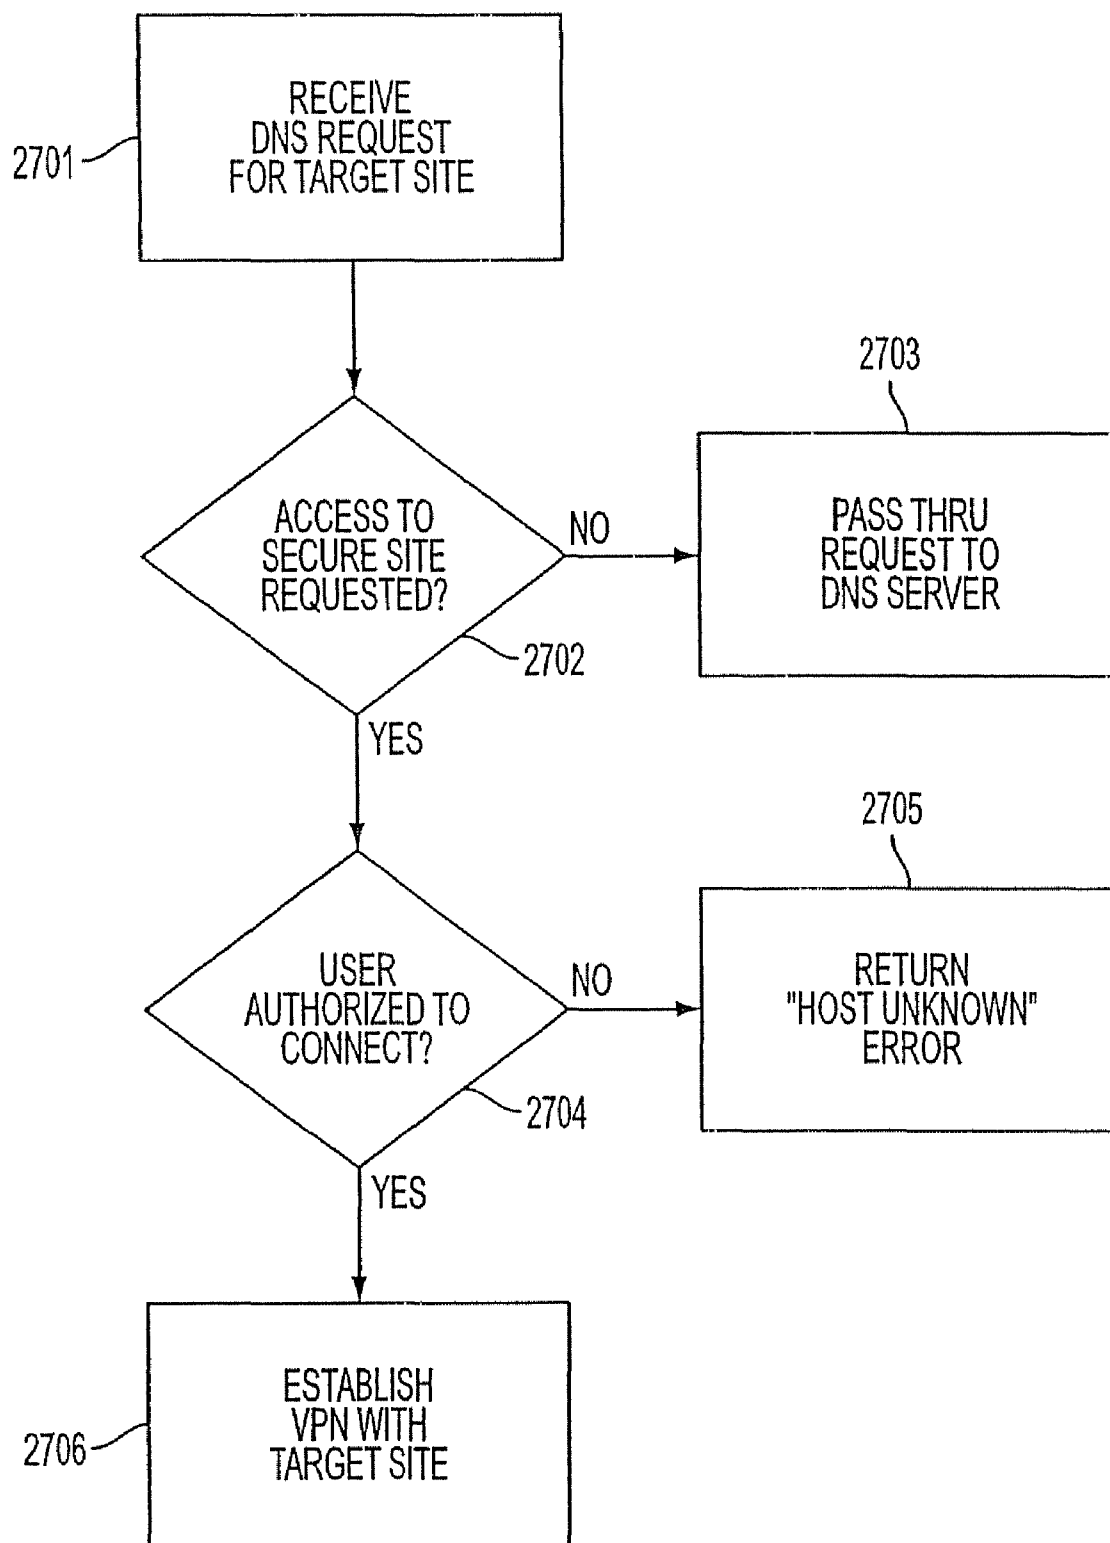 RECEIVE
DNS REQUEST
FOR TARGET SITE
2701
2703
ACCESS TO
SECURE SITE
REQUESTED?
NO
PASS THRU
REQUEST TO
DNS SERVER
2702
YES
2705
USER
AUTHORIZED TO
CONNECT?
NO
RETURN
"HOST UNKNOWN"
ERROR
2704
YES
ESTABLISH
VPN WITH
TARGET SITE
2706